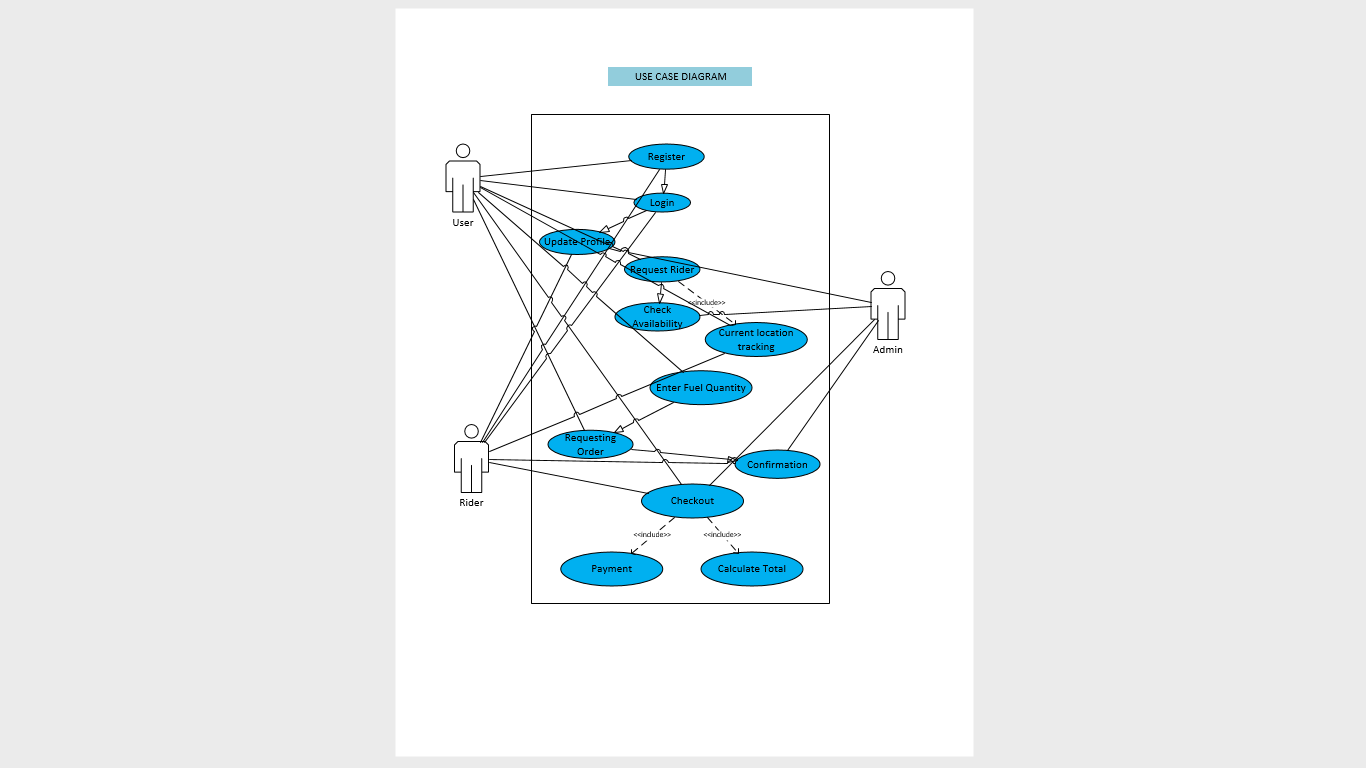 USE CASE DIAGRAM
Register
Login
User
Update Profile
Request Rider
<<include>>
Check
Availability
Current location
tracking
Admin
Enter Fuel Quantity
Requesting
Order
Confirmation
Rider
Checkout
<<include>>
<<include>>
Payment
Calculate Total